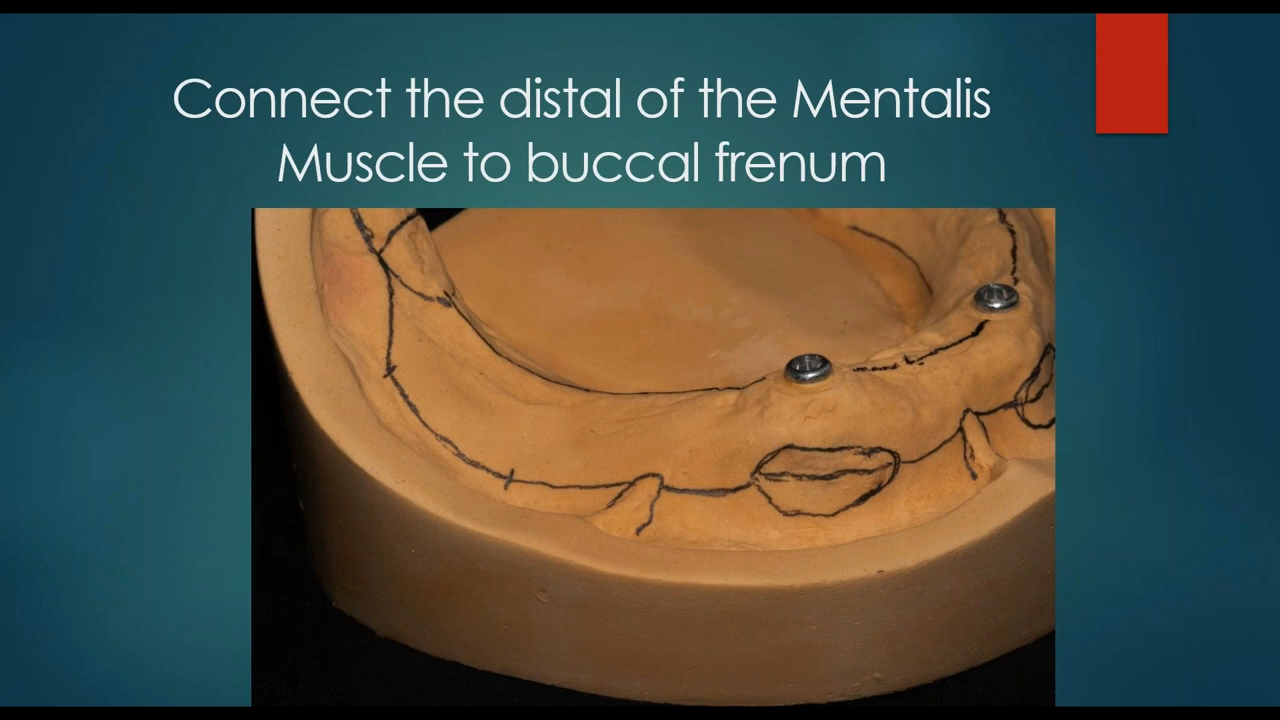 Connect the distal of the Mentalis
Muscle to buccal frenum